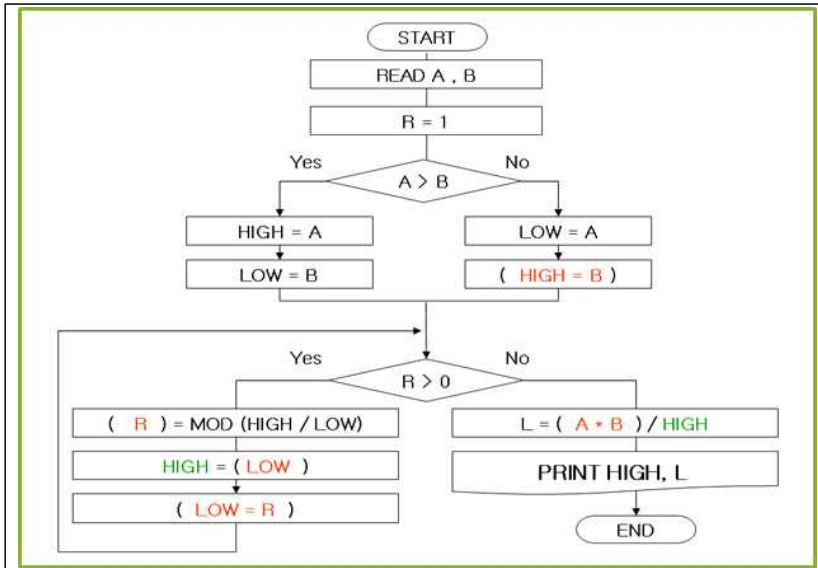 START
READ A , B
R = 1
Yes
No
A > B
HIGH = A
LOW = A
LOW = B
( HIGH = B )
Yes
No
R > 0
( R ) = MOD (HIGH / LOW)
L = ( A * B ) / HIGH
HIGH = ( LOW )
PRINT HIGH, L
( LOW = R )
END